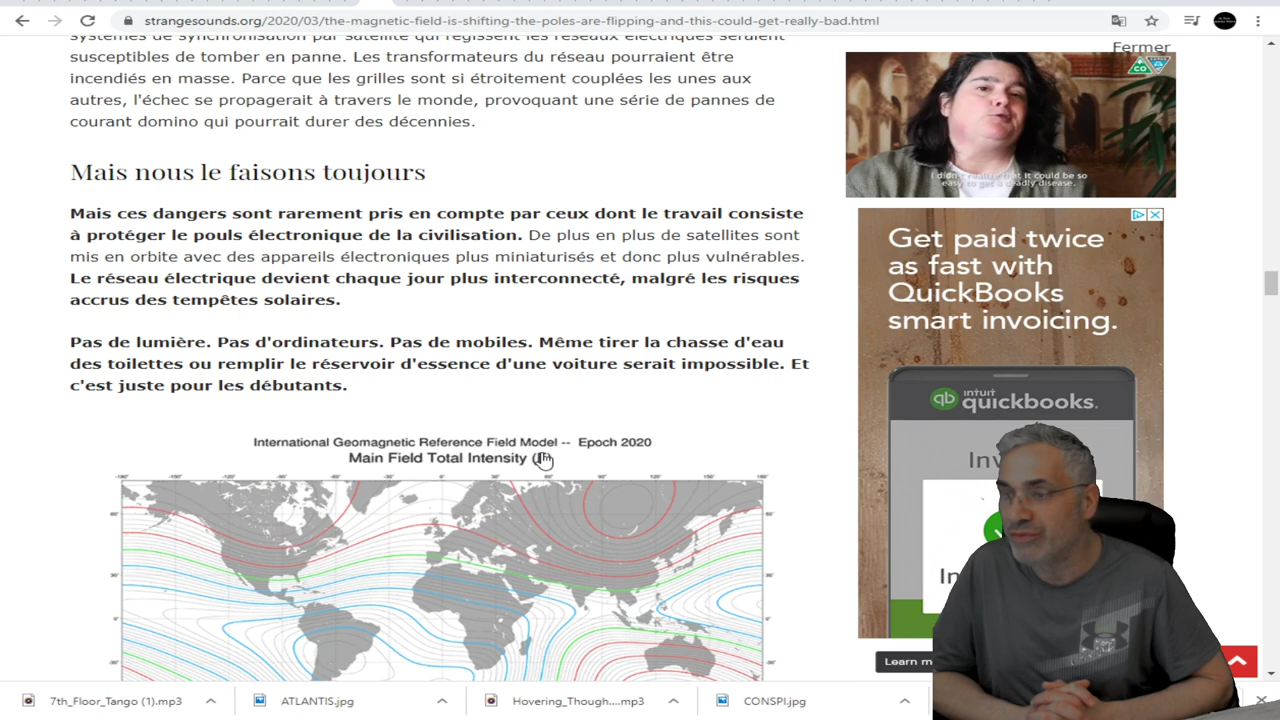 strangesounds.org/2020/03/the-magnetic-field-is-shifting-the-poles-are-flipping-and-this-could-get-really-bad.html
systèmes de synchronisation par satellite qui régissent les réseaux électriques seraient
susceptibles de tomber en panne. Les transformateurs du réseau pourraient être
incendiés en masse. Parce que les grilles sont si étroitement couplées les unes aux
autres, l'échec se propagerait à travers le monde, provoquant une série de pannes de
courant domino qui pourrait durer des décennies.
Mais nous le faisons toujours
Mais ces dangers sont rarement pris en compte par ceux dont le travail consiste
à protéger le pouls électronique de la civilisation. De plus en plus de satellites sont
mis en orbite avec des appareils électroniques plus miniaturisés et donc plus vulnérables.
Le réseau électrique devient chaque jour plus interconnecté, malgré les risques
accrus des tempêtes solaires.
Pas de lumière. Pas d'ordinateurs. Pas de mobiles. Même tirer la chasse d'eau
des toilettes ou remplir le réservoir d'essence d'une voiture serait impossible. Et
c'est juste pour les débutants.
International Geomagnetic Reference Field Model -- Epoch 2020
Main Field Total Intensity
Fermer
CO
I didn't realize that it could be so
easy to get a deadly disease.
Get paid twice
as fast with
QuickBooks
smart invoicing.
intuit
qb quickbooks.
Learn
7th_Floor_Tango (1).mp3
ATLANTIS.jpg
Hovering_Though....mp3
CONSPI.jpg